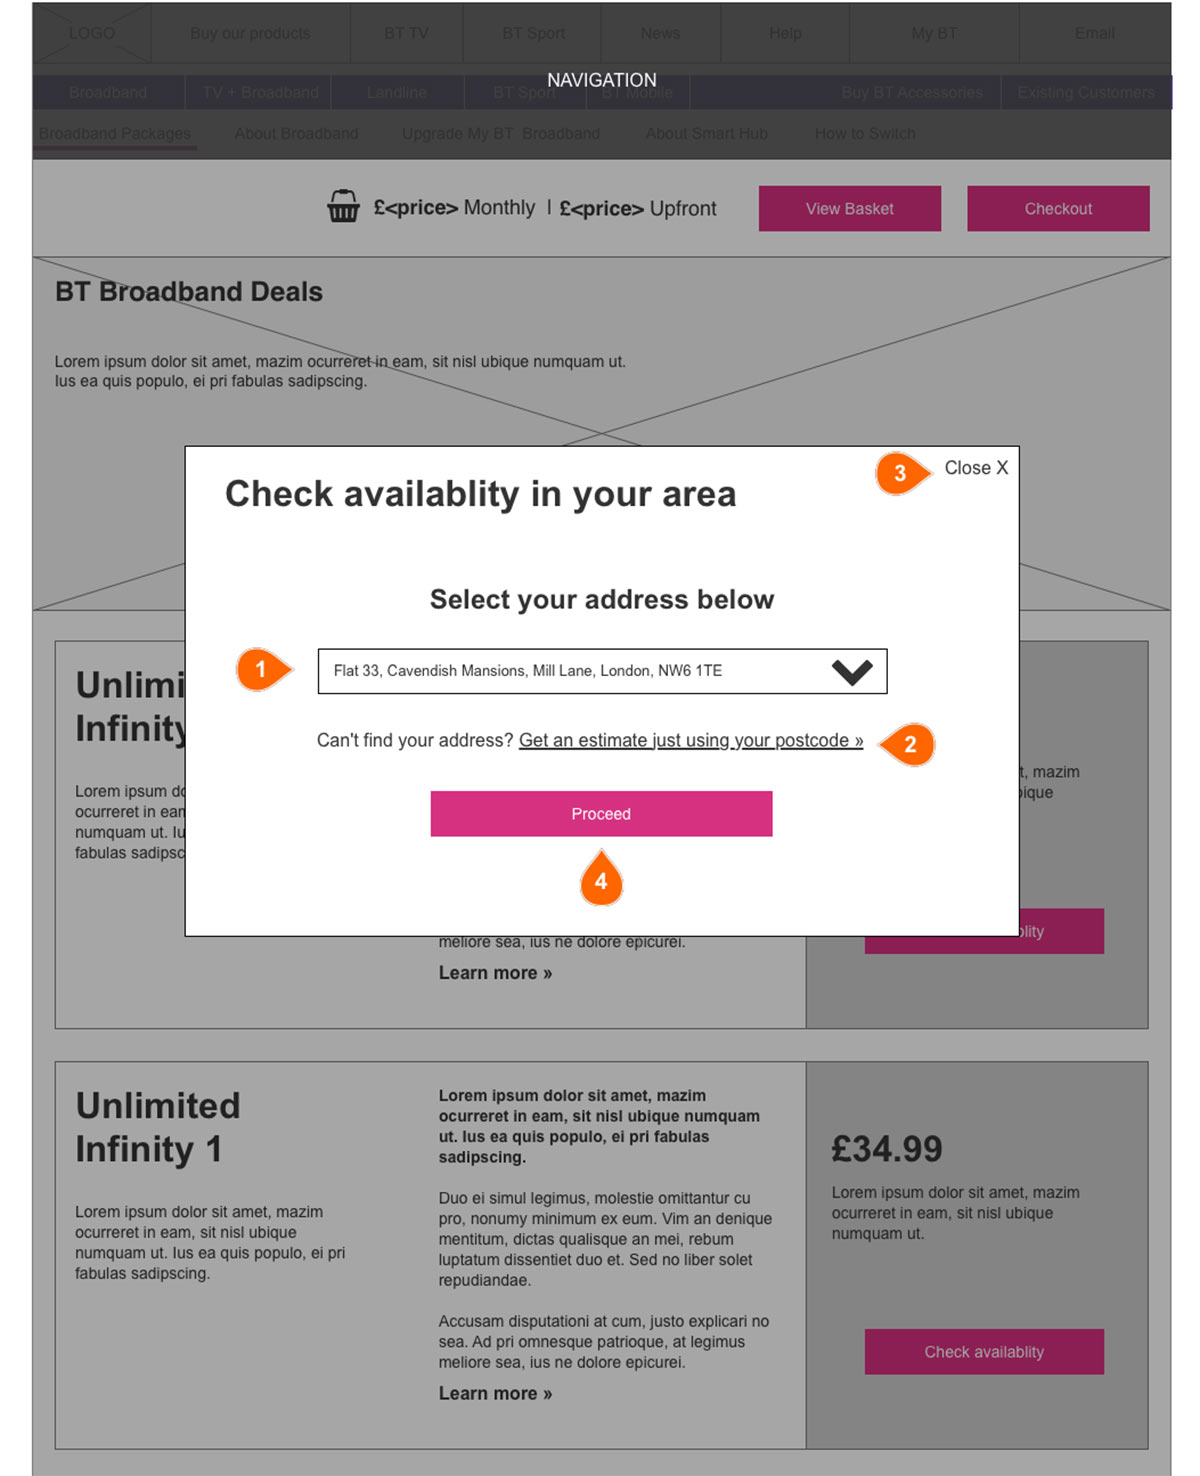 LOGO Buy our products BT TV BT Sport News Help My BT Email
NAVIGATION
Broadband TV + Broadband Landline BT Sport BT Mobile Buy BT Accessories Existing Customers
Broadband Packages About Broadband Upgrade My BT Broadband About Smart Hub How to Switch
£<price> Monthly | £<price> Upfront View Basket Checkout
BT Broadband Deals
Lorem ipsum dolor sit amet, mazim ocurreret in eam, sit nisl ubique numquam ut.
Ius ea quis populo, ei pri fabulas sadipscing.
3 Close X
Check availablity in your area
Select your address below
1 Flat 33, Cavendish Mansions, Mill Lane, London, NW6 1TE
Can't find your address? Get an estimate just using your postcode » 2
Proceed
4
Unlimi
Infinity
Lorem ipsum do
ocurreret in ean
numquam ut. Iu
fabulas sadipsc
t, mazim
bique
meliore sea, ius ne dolore epicurei.
Learn more »
blity
Unlimited
Infinity 1
Lorem ipsum dolor sit amet, mazim
ocurreret in eam, sit nisl ubique
numquam ut. Ius ea quis populo, ei pri
fabulas sadipscing.
Lorem ipsum dolor sit amet, mazim
ocurreret in eam, sit nisl ubique numquam
ut. Ius ea quis populo, ei pri fabulas
sadipscing.
Duo ei simul legimus, molestie omittantur cu
pro, nonumy minimum ex eum. Vim an denique
mentitum, dictas qualisque an mei, rebum
luptatum dissentiet duo et. Sed no liber solet
repudiandae.
Accusam disputationi at cum, justo explicari no
sea. Ad pri omnesque patrioque, at legimus
meliore sea, ius ne dolore epicurei.
Learn more »
£34.99
Lorem ipsum dolor sit amet, mazim
ocurreret in eam, sit nisl ubique
numquam ut.
Check availablity